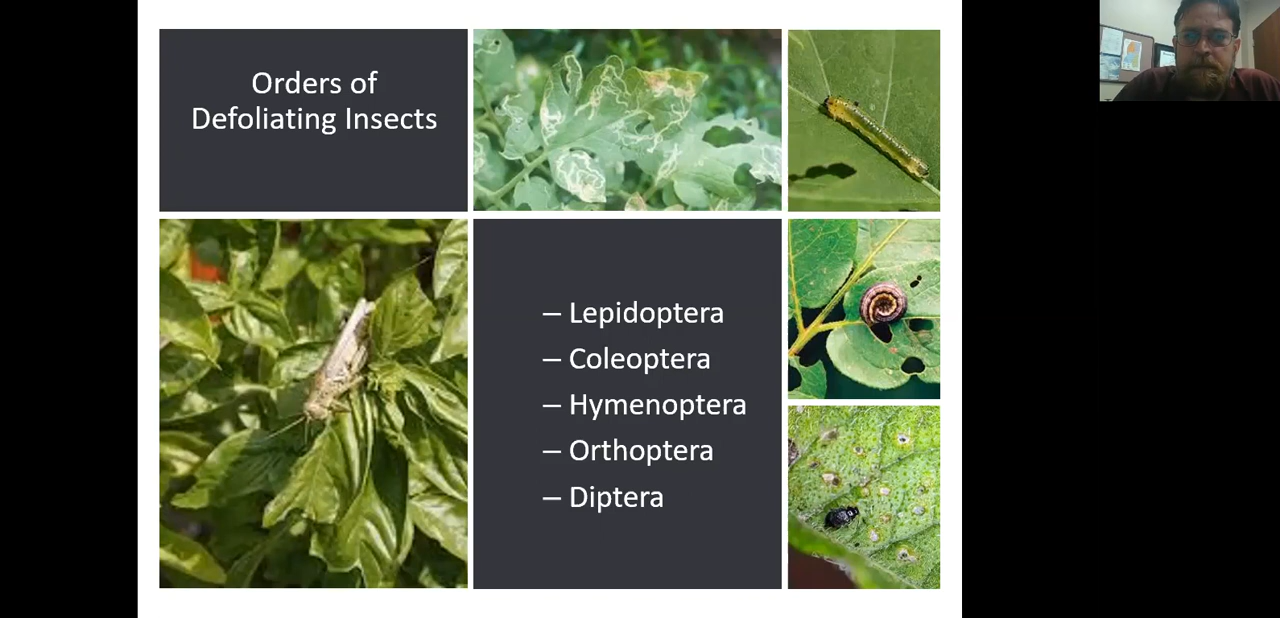 Orders of
Defoliating Insects
– Lepidoptera
– Coleoptera
– Hymenoptera
– Orthoptera
– Diptera